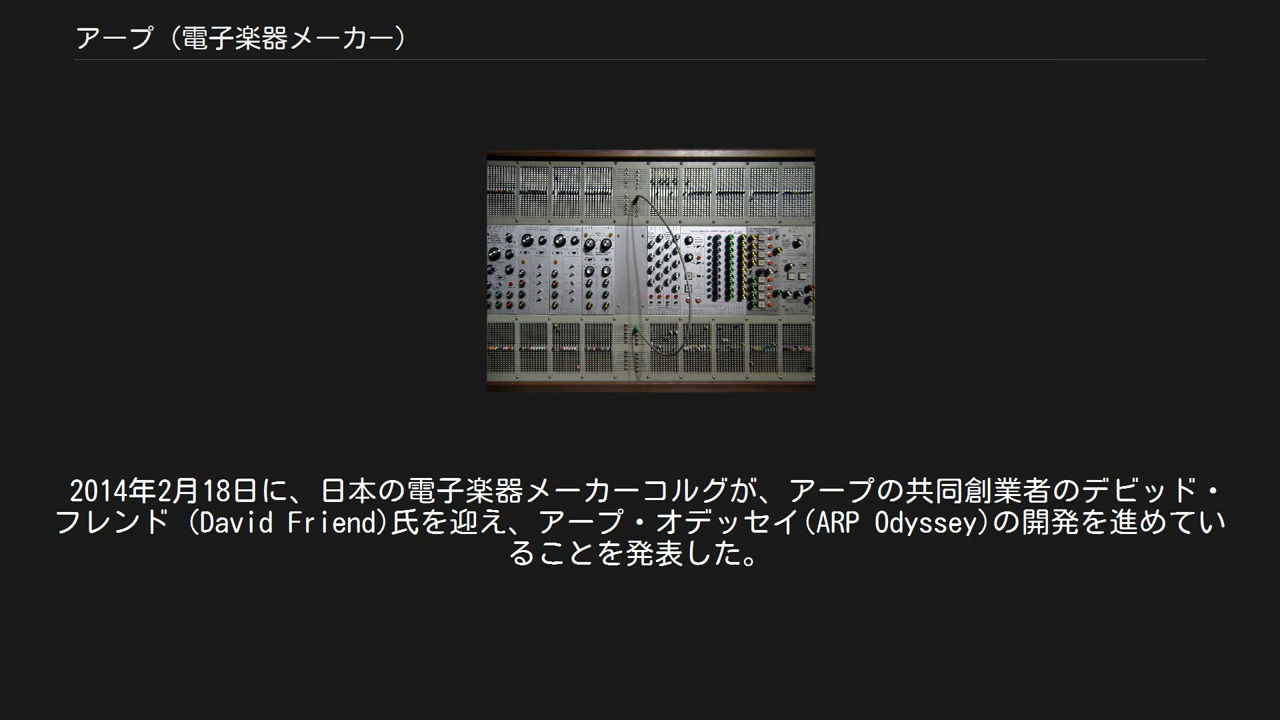 アープ（電子楽器メーカー）
2014年2月18日に、日本の電子楽器メーカーコルグが、アープの共同創業者のデビッド・
フレンド (David Friend)氏を迎え、アープ・オデッセイ(ARP Odyssey)の開発を進めてい
ることを発表した。